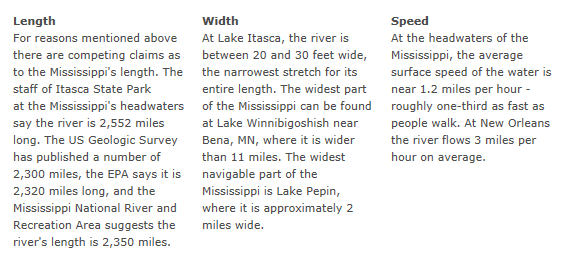 Length
For reasons mentioned above
there are competing claims as
to the Mississippi's length. The
staff of Itasca State Park
at the Mississippi's headwaters
say the river is 2,552 miles
long. The US Geologic Survey
has published a number of
2,300 miles, the EPA says it is
2,320 miles long, and the
Mississippi National River and
Recreation Area suggests the
river's length is 2,350 miles.
Width
At Lake Itasca, the river is
between 20 and 30 feet wide,
the narrowest stretch for its
entire length. The widest part
of the Mississippi can be found
at Lake Winnibigoshish near
Bena, MN, where it is wider
than 11 miles. The widest
navigable part of the
Mississippi is Lake Pepin,
where it is approximately 2
miles wide.
Speed
At the headwaters of the
Mississippi, the average
surface speed of the water is
near 1.2 miles per hour -
roughly one-third as fast as
people walk. At New Orleans
the river flows 3 miles per
hour on average.